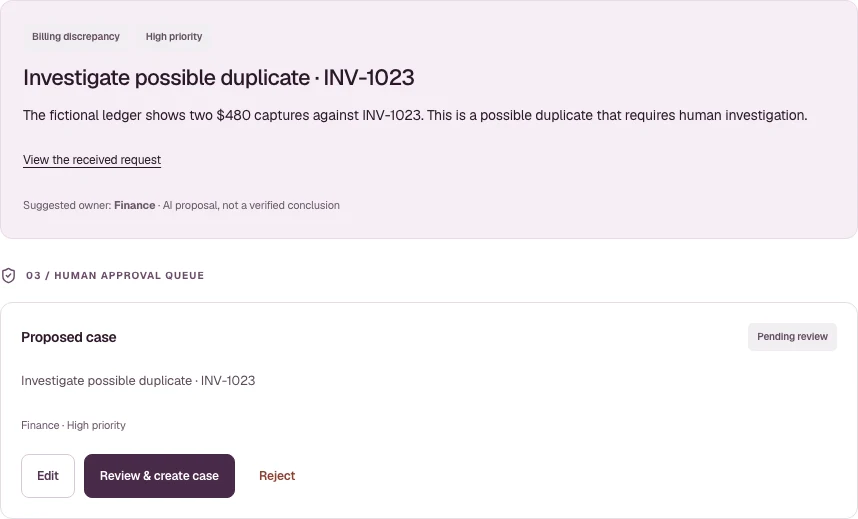 Billing discrepancy High priority
Investigate possible duplicate · INV-1023
The fictional ledger shows two $480 captures against INV-1023. This is a possible duplicate that requires human investigation.
View the received request
Suggested owner: Finance · AI proposal, not a verified conclusion
03 / HUMAN APPROVAL QUEUE
Proposed case Pending review
Investigate possible duplicate · INV-1023
Finance · High priority
Edit Review & create case Reject